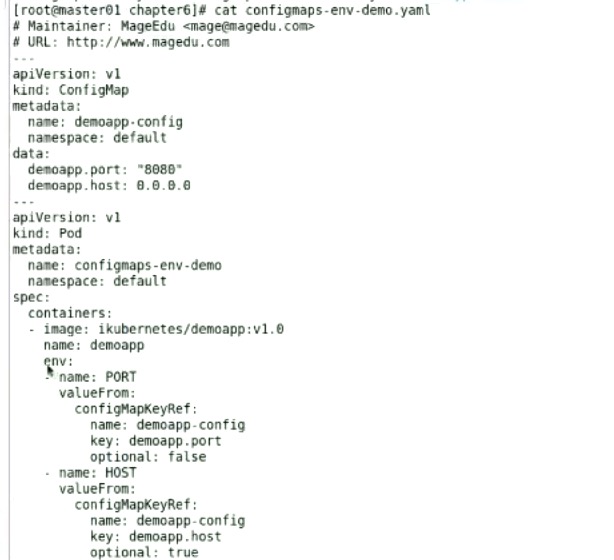 [root@master01 chapter6]# cat configmaps-env-demo.yaml
# Maintainer: MageEdu <mage@magedu.com>
# URL: http://www.magedu.com
---
apiVersion: v1
kind: ConfigMap
metadata:
  name: demoapp-config
  namespace: default
data:
  demoapp.port: "8080"
  demoapp.host: 0.0.0.0
---
apiVersion: v1
kind: Pod
metadata:
  name: configmaps-env-demo
  namespace: default
spec:
  containers:
  - image: ikubernetes/demoapp:v1.0
    name: demoapp
    env:
    - name: PORT
      valueFrom:
        configMapKeyRef:
          name: demoapp-config
          key: demoapp.port
          optional: false
    - name: HOST
      valueFrom:
        configMapKeyRef:
          name: demoapp-config
          key: demoapp.host
          optional: true